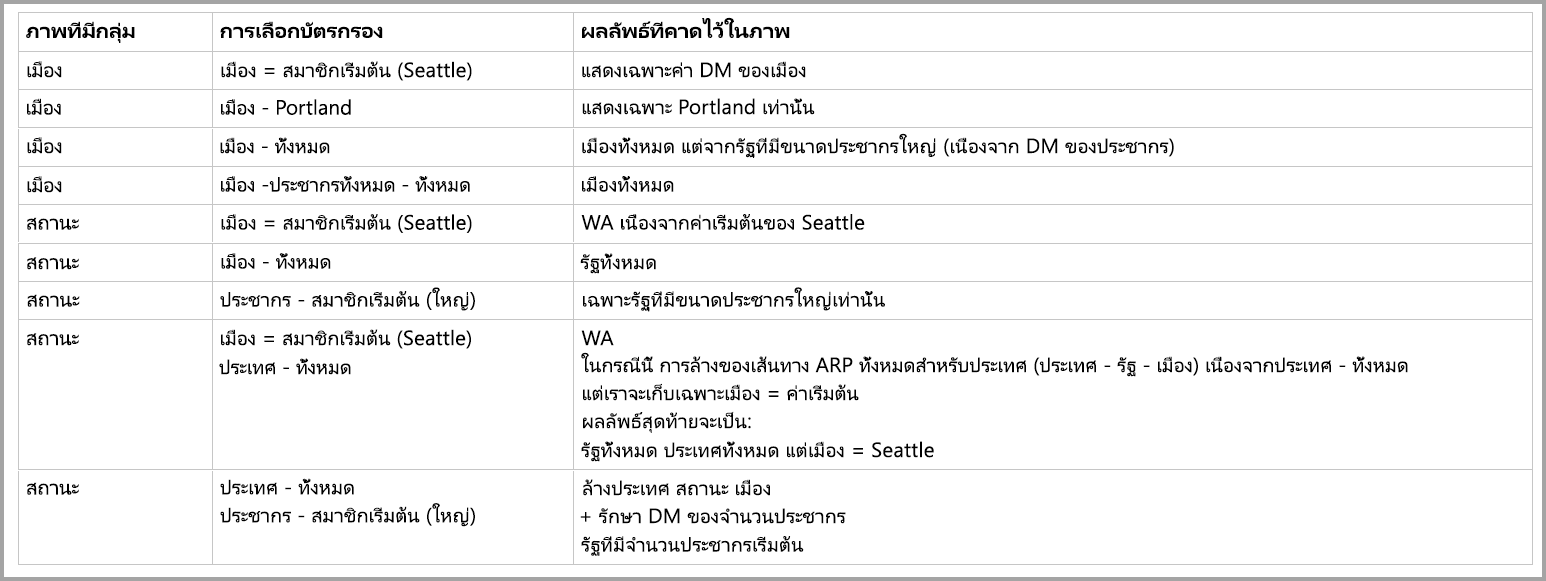 ภาพที่มีกลุ่ม การเลือกบัตรกรอง ผลลัพธ์ที่คาดไว้ในภาพ
เมือง เมือง = สมาชิกเริ่มต้น (Seattle) แสดงเฉพาะค่า DM ของเมือง
เมือง เมือง - Portland แสดงเฉพาะ Portland เท่านั้น
เมือง เมือง - ทั้งหมด เมืองทั้งหมด แต่จากรัฐที่มีขนาดประชากรใหญ่ (เนื่องจาก DM ของประชากร)
เมือง เมือง -ประชากรทั้งหมด - ทั้งหมด เมืองทั้งหมด
สถานะ เมือง = สมาชิกเริ่มต้น (Seattle) WA เนื่องจากค่าเริ่มต้นของ Seattle
สถานะ เมือง - ทั้งหมด รัฐทั้งหมด
สถานะ ประชากร - สมาชิกเริ่มต้น (ใหญ่) เฉพาะรัฐที่มีขนาดประชากรใหญ่เท่านั้น
สถานะ เมือง = สมาชิกเริ่มต้น (Seattle) WA
ประเทศ - ทั้งหมด ในกรณีนี้ การล้างของเส้นทาง ARP ทั้งหมดสำหรับประเทศ (ประเทศ - รัฐ - เมือง) เนื่องจากประเทศ - ทั้งหมด
แต่เราจะเก็บเฉพาะเมือง = ค่าเริ่มต้น
ผลลัพธ์สุดท้ายจะเป็น:
รัฐทั้งหมด ประเทศทั้งหมด แต่เมือง = Seattle
สถานะ ประเทศ - ทั้งหมด ล้างประเทศ สถานะ เมือง
ประชากร - สมาชิกเริ่มต้น (ใหญ่) + รักษา DM ของจำนวนประชากร
รัฐที่มีจำนวนประชากรเริ่มต้น